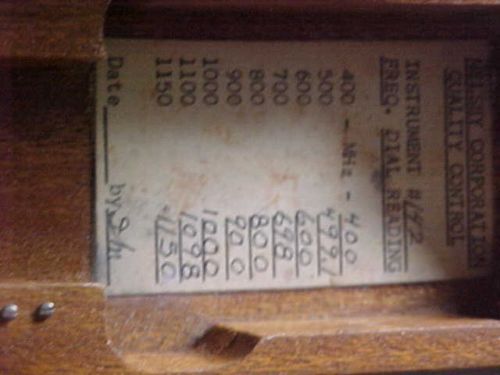 CORPORATION
QUALITY CONTROL
INSTRUMENT #
FREQ. DIAL READING
400 - MHz - 400
500 499
600 600
700 698
800 800
900 900
1000 1000
1100 1098
1150 1150
Date by